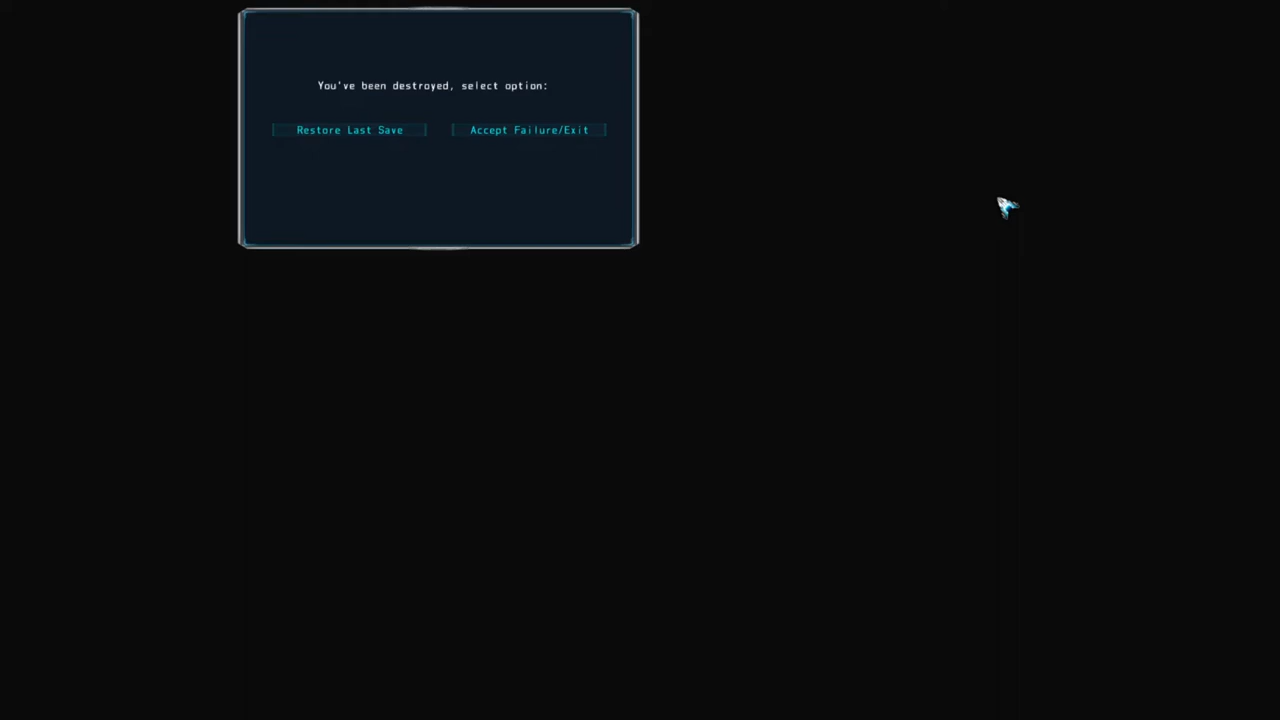 You've been destroyed, select option:
Restore Last Save
Accept Failure/Exit